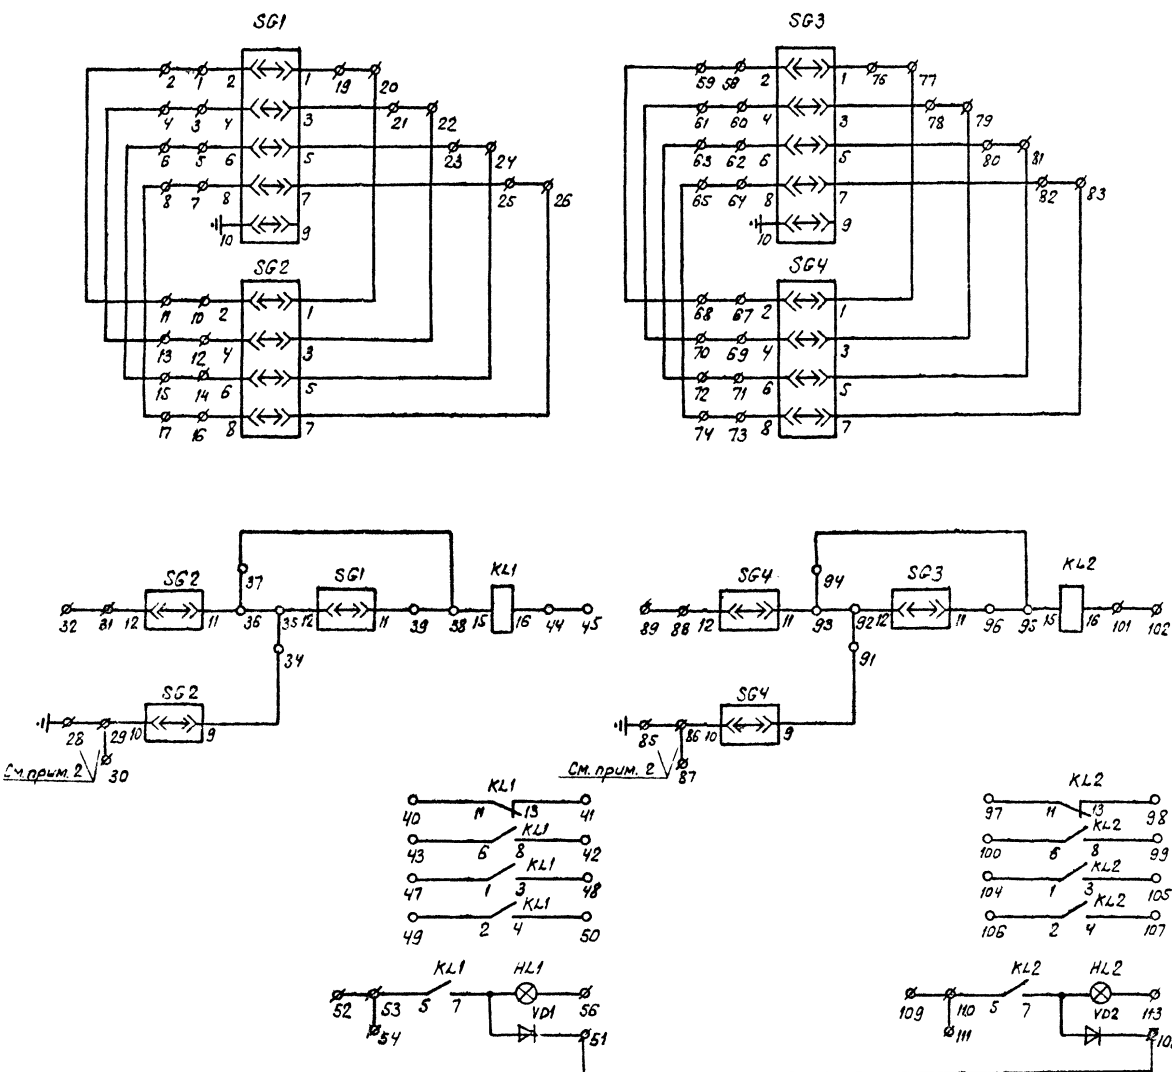 SG1 SG3
2 1 2 1 19 20 59 58 2 1 76 77
4 3 4 3 21 22 61 60 4 3 78 79
6 5 6 5 23 24 63 62 6 5 80 81
8 7 8 7 25 26 65 64 8 7 82 83
10 9 10 9
SG2 SG4
11 10 2 1 68 67 2 1
13 12 4 3 70 69 4 3
15 14 6 5 72 71 6 5
17 16 8 7 74 73 8 7
37 94
SG2 SG1 KL1 SG4 SG3 KL2
32 31 12 11 36 35 12 11 39 38 15 16 44 45 89 88 12 11 93 92 12 11 96 95 15 16 101 102
34 91
SG2 SG4
28 29 10 9 85 86 10 9
См. прим. 2 30 См. прим. 2 87
KL1 KL2
40 11 13 41 97 11 13 98
KL1 KL2
43 6 8 42 100 6 8 99
KL1 KL2
47 1 3 48 104 1 3 105
KL1 KL2
49 2 4 50 106 2 4 107
KL1 HL1 KL2 HL2
52 53 5 7 56 109 110 5 7 113
54 VD1 51 111 VD2